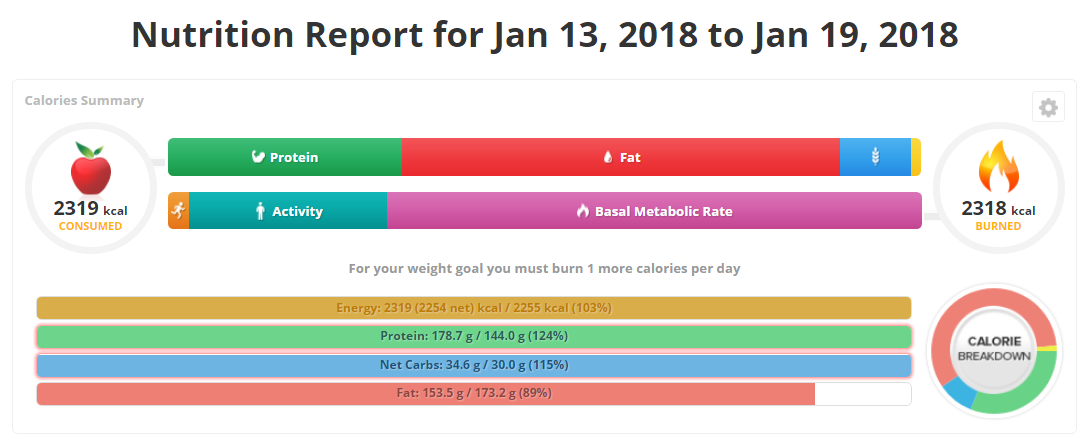 Nutrition Report for Jan 13, 2018 to Jan 19, 2018
Calories Summary
Protein
Fat
2319 kcal
CONSUMED
2318 kcal
BURNED
Activity
Basal Metabolic Rate
For your weight goal you must burn 1 more calories per day
Energy: 2319 (2254 net) kcal / 2255 kcal (103%)
Protein: 178.7 g / 144.0 g (124%)
Net Carbs: 34.6 g / 30.0 g (115%)
Fat: 153.5 g / 173.2 g (89%)
CALORIE
BREAKDOWN